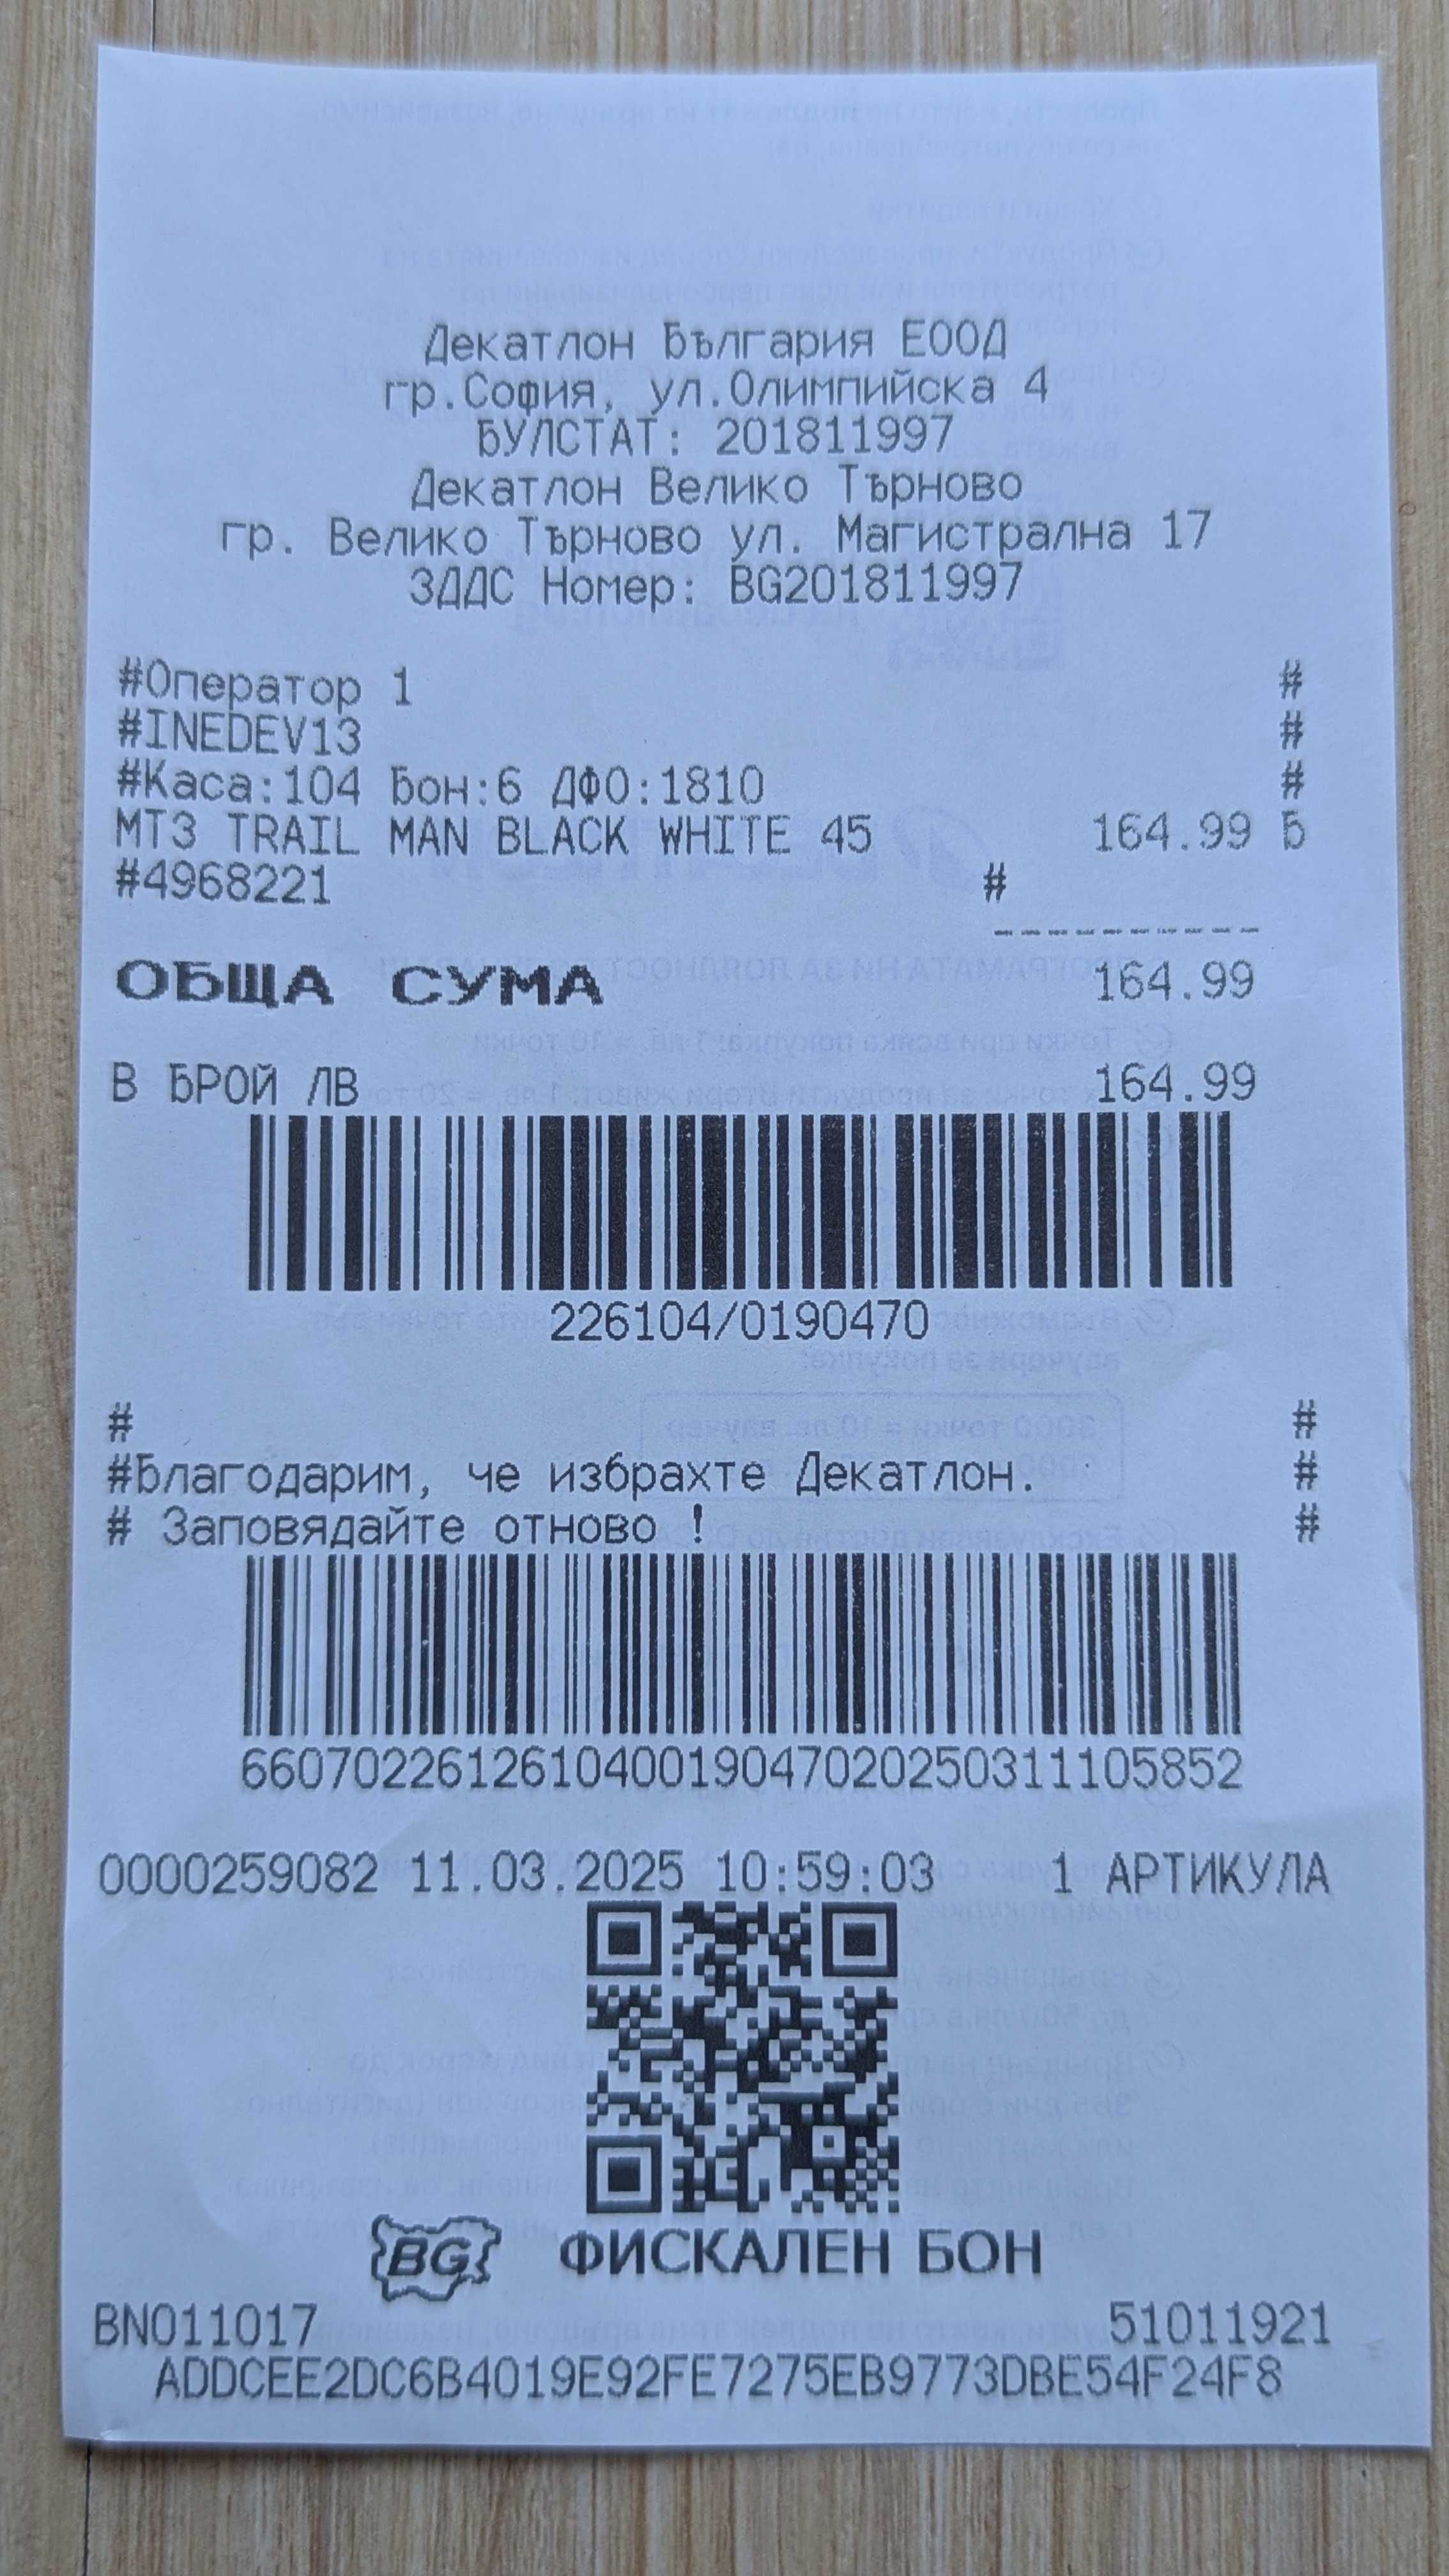 Декатлон България ЕООД
гр.София, ул.Олимпийска 4
БУЛСТАТ: 201811997
Декатлон Велико Търново
гр. Велико Търново ул. Магистрална 17
ЗДДС Номер: BG201811997
#Оператор 1 #
#INEDEV13 #
#Каса:104 Бон:6 ДФО:1810 #
MT3 TRAIL MAN BLACK WHITE 45 164.99 Б
#4968221 #
ОБЩА СУМА 164.99
В БРОЙ ЛВ 164.99
226104/0190470
# #
#Благодарим, че избрахте Декатлон. #
# Заповядайте отново ! #
660702261261040019047020250311105852
0000259082 11.03.2025 10:59:03 1 АРТИКУЛА
BG ФИСКАЛЕН БОН
BN011017 51011921
ADDCEE2DC6B4019E92FE7275EB9773DBE54F24F8